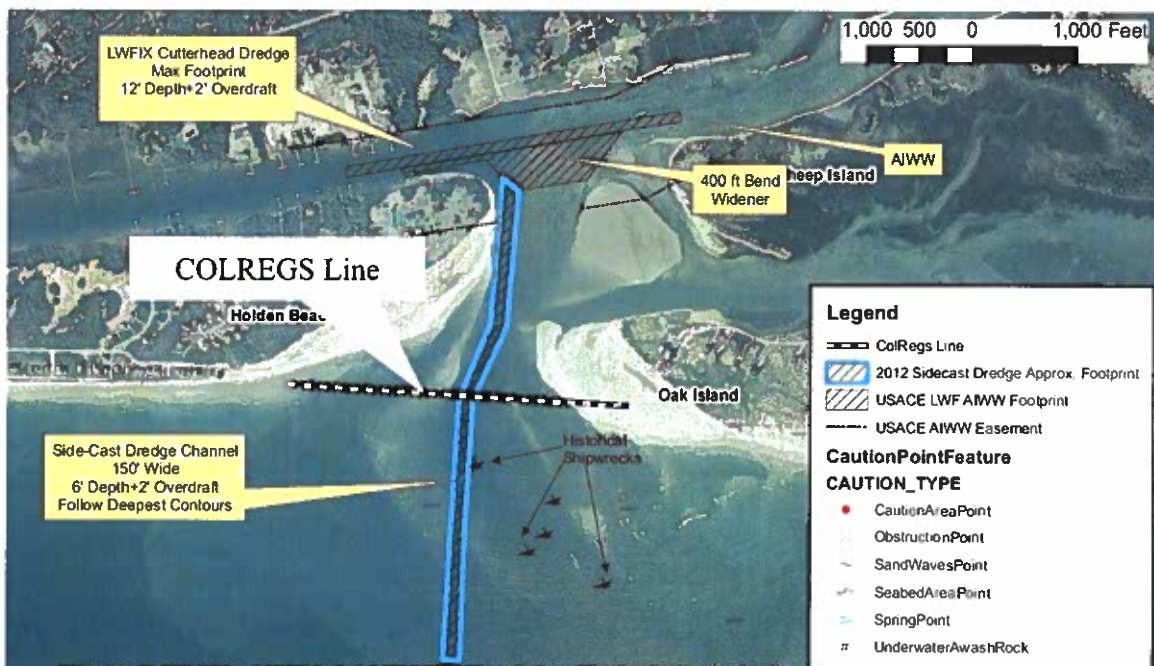 1,000 500 0 1,000 Feet
LWFIX Cutterhead Dredge
Max Footprint
12' Depth+2' Overdraft
AIWW
400 ft Bend
Widener
heep Island
COLREGS Line
Holden Bea
Oak Island
Historical
Shipwrecks
Side-Cast Dredge Channel
150' Wide
6' Depth+2' Overdraft
Follow Deepest Contours
Legend
ColRegs Line
2012 Sidecast Dredge Approx. Footprint
USACE LWF AIWW Footprint
USACE AIWW Easement
CautionPointFeature
CAUTION_TYPE
CautionAreaPoint
ObstructionPoint
SandWavesPoint
SeabedAreaPoint
SpringPoint
UnderwaterAwashRock